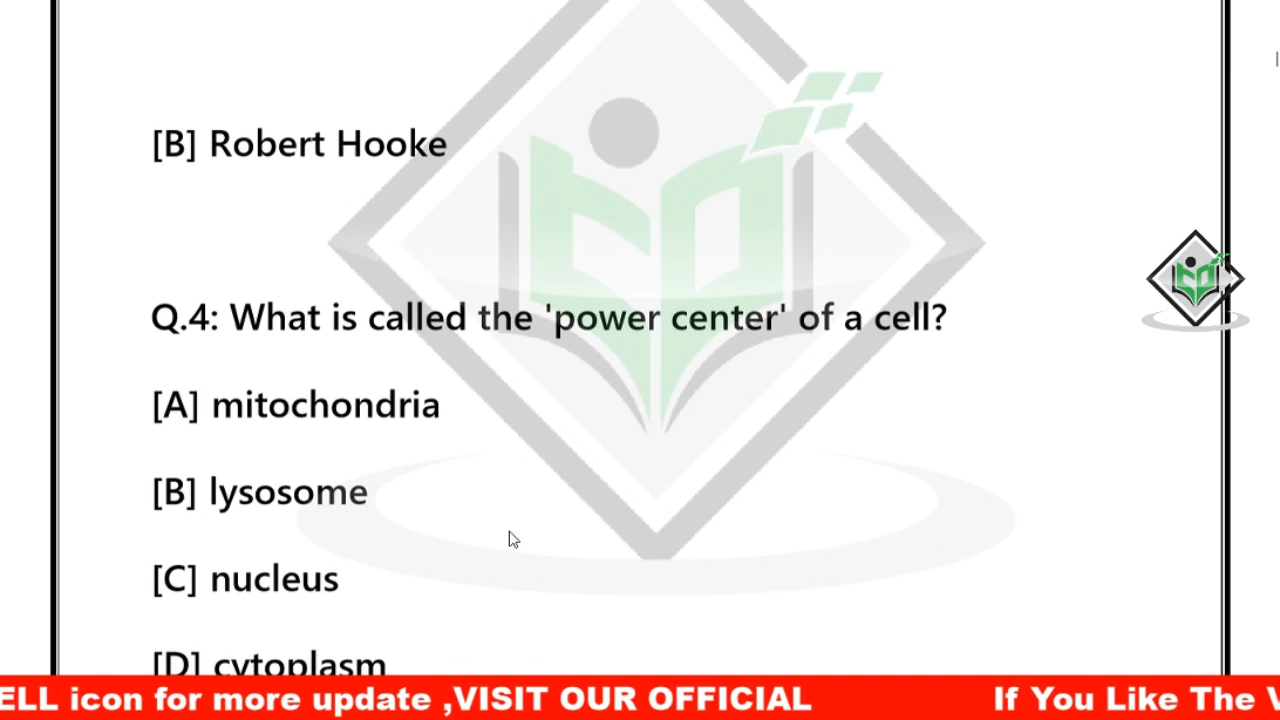 [B] Robert Hooke
Q.4: What is called the 'power center' of a cell?
[A] mitochondria
[B] lysosome
[C] nucleus
[D] cytoplasm
ELL icon for more update ,VISIT OUR OFFICIAL If You Like The V